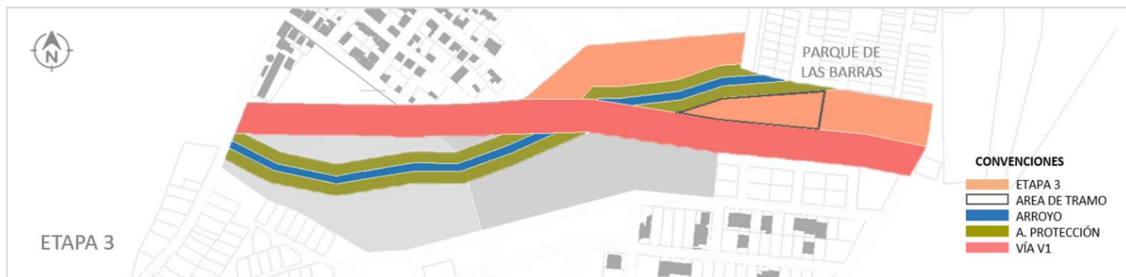 N
PARQUE DE
LAS BARRAS
ETAPA 3
CONVENCIONES
ETAPA 3
AREA DE TRAMO
ARROYO
A. PROTECCIÓN
VÍA V1